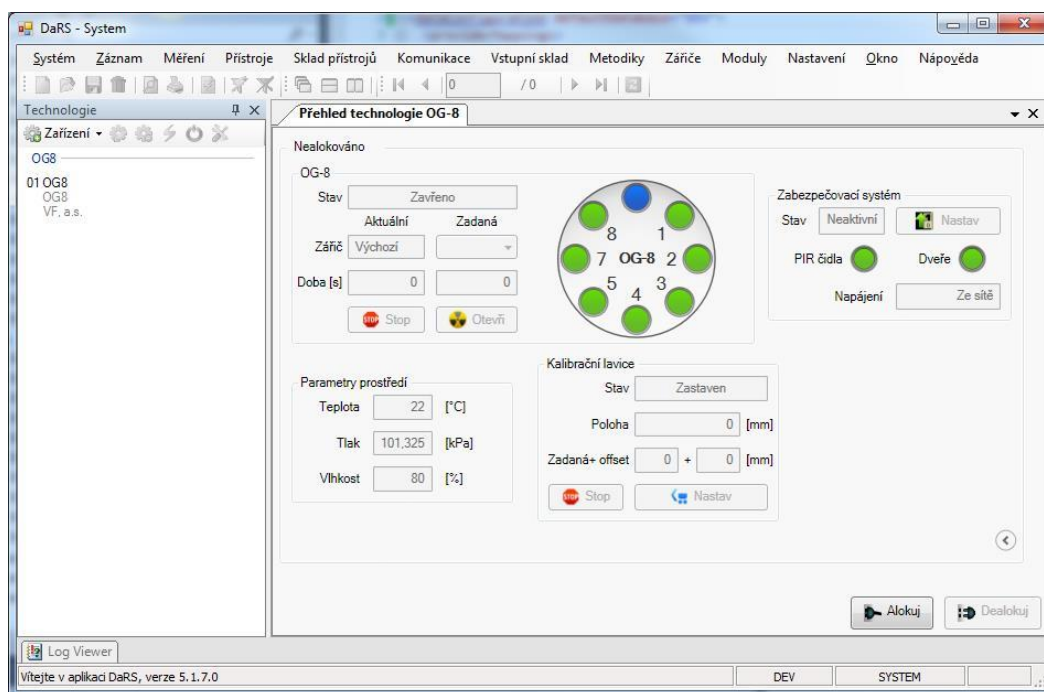 DaRS - System
Systém Záznam Měření Přístroje Sklad přístrojů Komunikace Vstupní sklad Metodiky Zářiče Moduly Nastavení Okno Nápověda
0 / 0
Technologie
Zařízení
OG8
01 OG8
OG8
VF, a.s.
Přehled technologie OG-8
Nealokováno
OG-8
Stav Zavřeno
Aktuální Zadaná
Zářič Výchozí
Doba [s] 0 0
STOP Stop Otevři
8 1
7 OG-8 2
5 4 3
Zabezpečovací systém
Stav Neaktivní Nastav
PIR čidla Dveře
Napájení Ze sítě
Parametry prostředí
Teplota 22 [°C]
Tlak 101,325 [kPa]
Vlhkost 80 [%]
Kalibrační lavice
Stav Zastaven
Poloha 0 [mm]
Zadaná+ offset 0 + 0 [mm]
STOP Stop Nastav
Alokuj Dealokuj
Log Viewer
Vítejte v aplikaci DaRS, verze 5.1.7.0 DEV SYSTEM